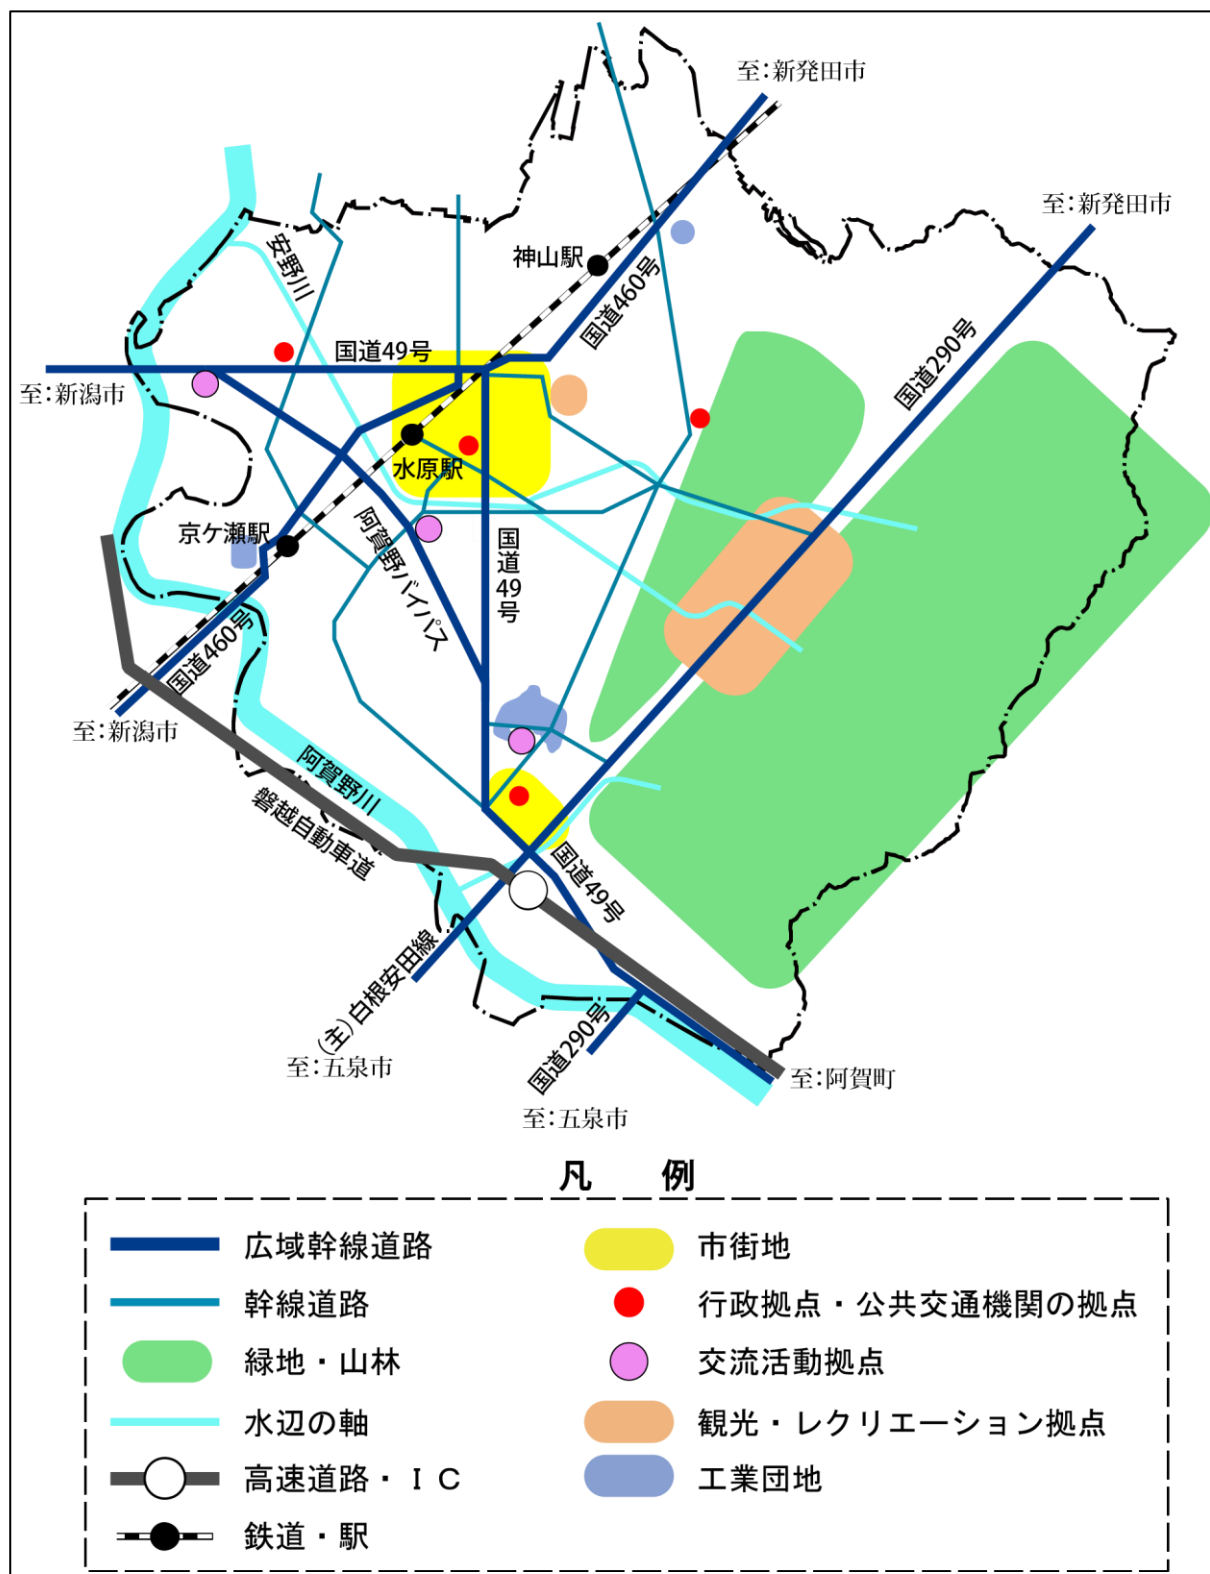 至：新発田市
至：新発田市
安野川
神山駅
国道460号
国道49号
国道290号
至：新潟市
水原駅
京ケ瀬駅
阿賀野バイパス
国道49号
国道460号
至：新潟市
阿賀野川
磐越自動車道
国道49号
(主)白根安田線
国道290号
至：五泉市
至：阿賀町
至：五泉市
凡　例
広域幹線道路
幹線道路
緑地・山林
水辺の軸
高速道路・ＩＣ
鉄道・駅
市街地
行政拠点・公共交通機関の拠点
交流活動拠点
観光・レクリエーション拠点
工業団地